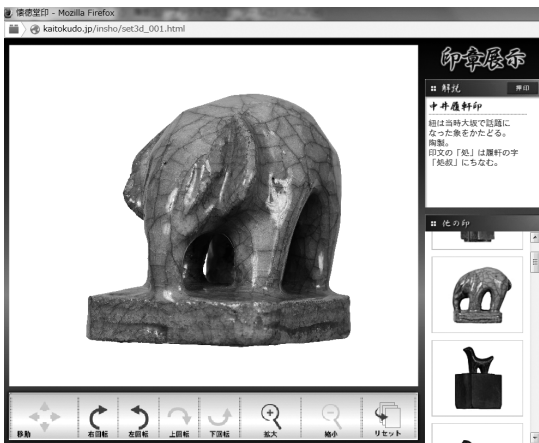 懐徳堂印 - Mozilla Firefox
kaitokudo.jp/insho/set3d_001.html
印章展示
解説
押印
中井履軒印
紐は当時大坂で話題に
なった象をかたどる。
陶製。
印文の「処」は履軒の字
「処叔」にちなむ。
他の印
移動
右回転
左回転
上回転
下回転
拡大
縮小
リセット